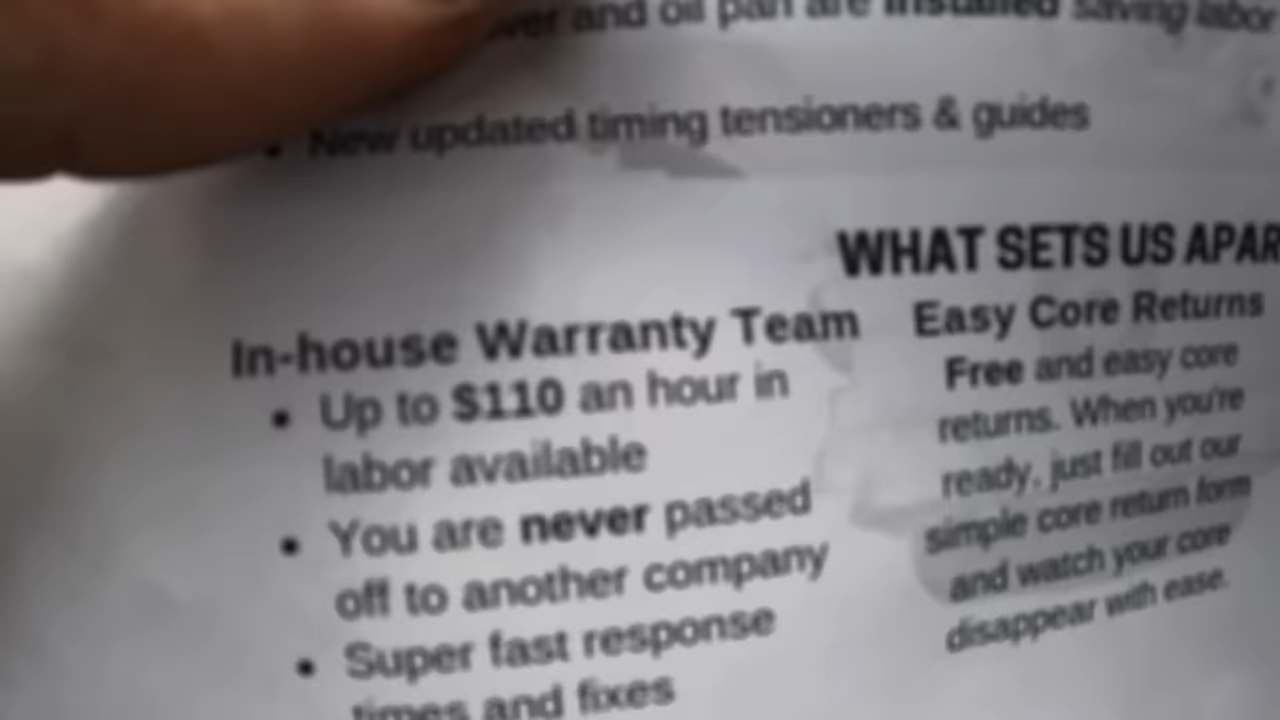 and oil pan are installed saving labor
• New updated timing tensioners & guides
WHAT SETS US APAR
In-house Warranty Team
• Up to $110 an hour in
labor available
• You are never passed
off to another company
• Super fast response
times and fixes
Easy Core Returns
Free and easy core
returns. When you're
ready, just fill out our
simple core return form
and watch your core
disappear with ease.